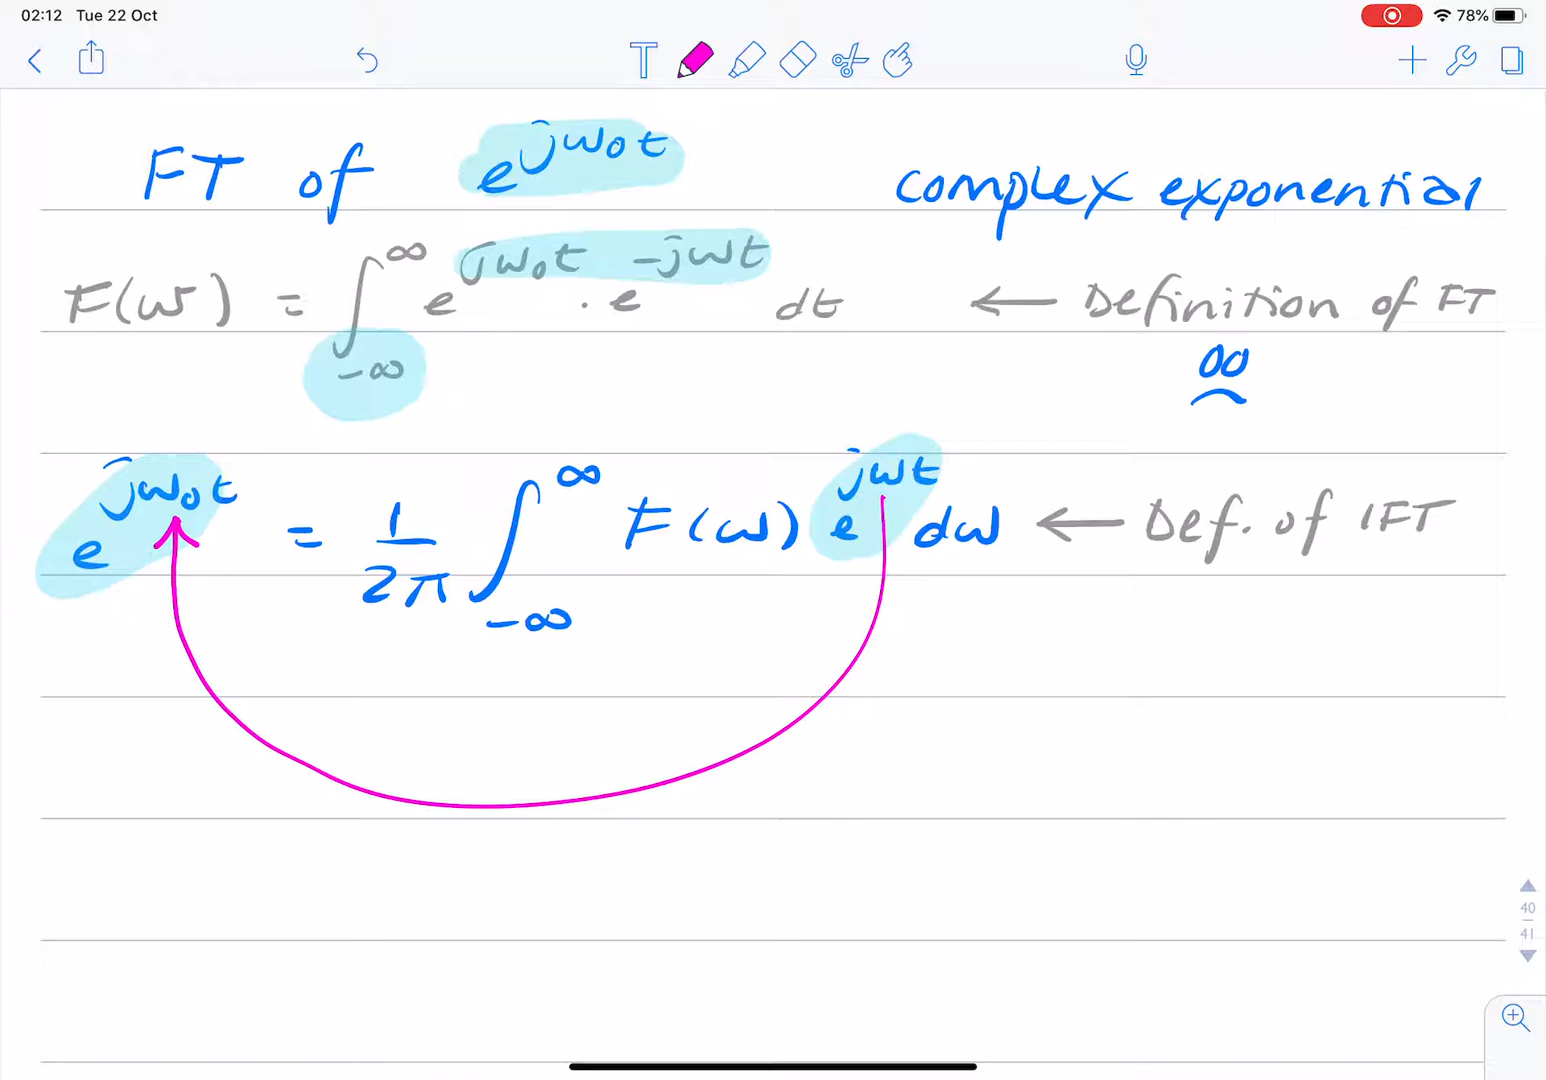 02:12 Tue 22 Oct 78%
T
FT of e^{jω₀t} complex exponential
F(ω) = ∫_{-∞}^{∞} e^{jω₀t} · e^{-jωt} dt ← Definition of FT
e^{jω₀t} = 1/2π ∫_{-∞}^{∞} F(ω) e^{jωt} dω ← Def. of IFT
40
41